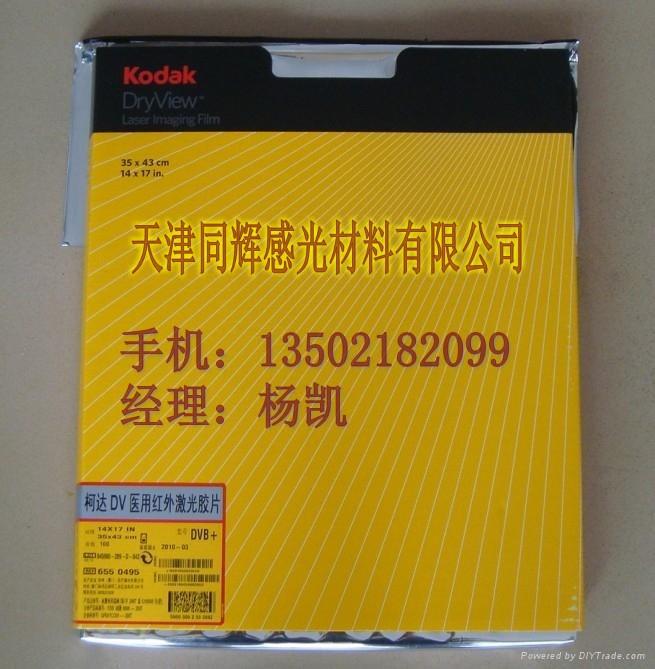 Kodak
DryView™
Laser Imaging Film
35 x 43 cm
14 x 17 in.
天津同辉感光材料有限公司
手机：13502182099
经理：杨凯
柯达 DV 医用红外激光胶片
14X17 IN
35x43 cm
DVB+
100
2010-03
655 0495
Powered by DIYTrade.com